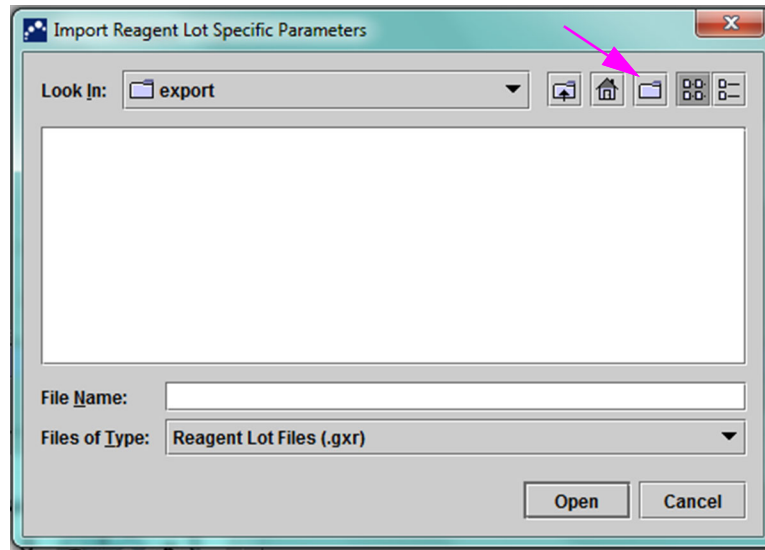 Import Reagent Lot Specific Parameters
Look In: export
File Name:
Files of Type: Reagent Lot Files (.gxr)
Open Cancel